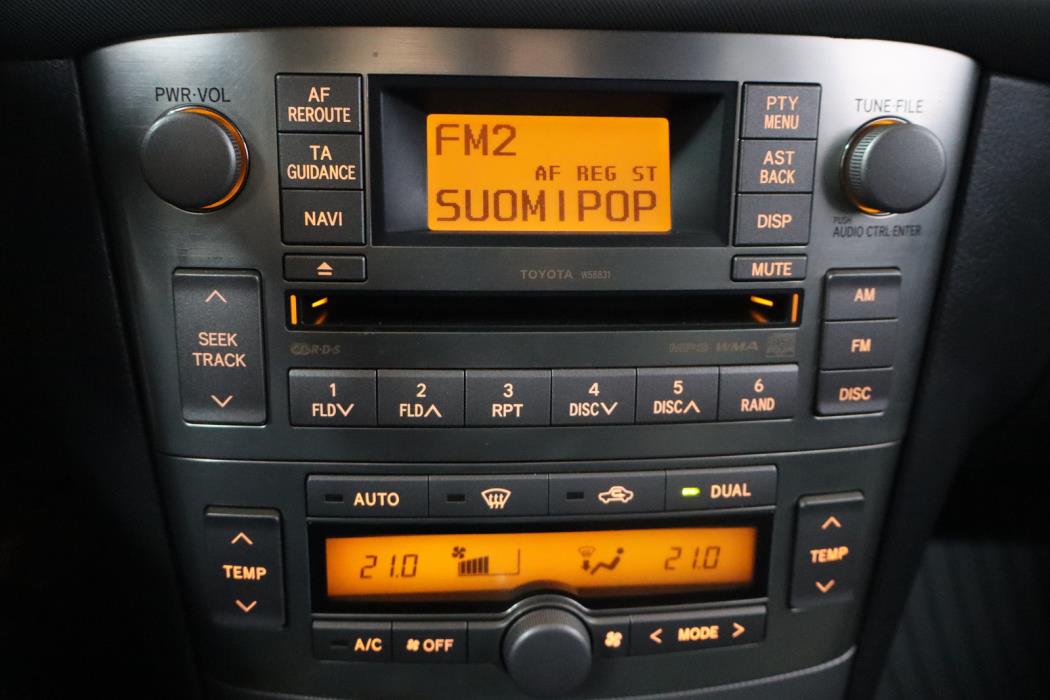 PWR·VOL
AF
REROUTE
TA
GUIDANCE
NAVI
FM2
AF REG ST
SUOMIPOP
PTY
MENU
AST
BACK
DISP
TUNE·FILE
PUSH
AUDIO CTRL·ENTER
TOYOTA W58831
MUTE
SEEK
TRACK
R·D·S
MP3 WMA
AM
FM
DISC
1
FLD
2
FLD
3
RPT
4
DISC
5
DISC
6
RAND
AUTO
DUAL
TEMP
21.0
21.0
TEMP
A/C
OFF
< MODE >